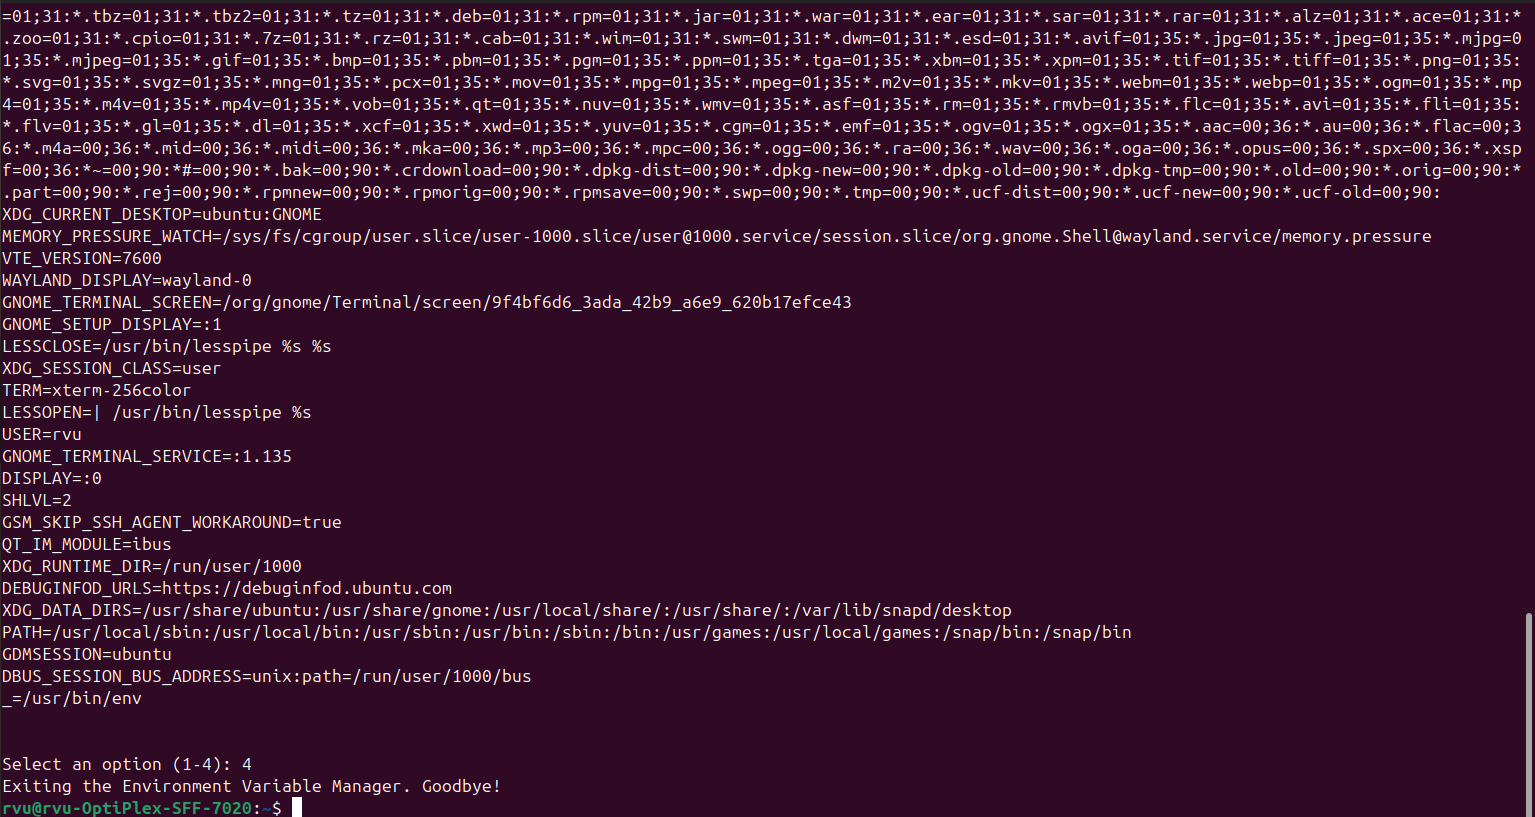 =01;31:*.tbz=01;31:*.tbz2=01;31:*.tz=01;31:*.deb=01;31:*.rpm=01;31:*.jar=01;31:*.war=01;31:*.ear=01;31:*.sar=01;31:*.rar=01;31:*.alz=01;31:*.ace=01;31:*
.zoo=01;31:*.cpio=01;31:*.7z=01;31:*.rz=01;31:*.cab=01;31:*.wim=01;31:*.swm=01;31:*.dwm=01;31:*.esd=01;31:*.avif=01;35:*.jpg=01;35:*.jpeg=01;35:*.mjpg=0
1;35:*.mjpeg=01;35:*.gif=01;35:*.bmp=01;35:*.pbm=01;35:*.pgm=01;35:*.ppm=01;35:*.tga=01;35:*.xbm=01;35:*.xpm=01;35:*.tif=01;35:*.tiff=01;35:*.png=01;35:
*.svg=01;35:*.svgz=01;35:*.mng=01;35:*.pcx=01;35:*.mov=01;35:*.mpg=01;35:*.mpeg=01;35:*.m2v=01;35:*.mkv=01;35:*.webm=01;35:*.webp=01;35:*.ogm=01;35:*.mp
4=01;35:*.m4v=01;35:*.mp4v=01;35:*.vob=01;35:*.qt=01;35:*.nuv=01;35:*.wmv=01;35:*.asf=01;35:*.rm=01;35:*.rmvb=01;35:*.flc=01;35:*.avi=01;35:*.fli=01;35:
*.flv=01;35:*.gl=01;35:*.dl=01;35:*.xcf=01;35:*.xwd=01;35:*.yuv=01;35:*.cgm=01;35:*.emf=01;35:*.ogv=01;35:*.ogx=01;35:*.aac=00;36:*.au=00;36:*.flac=00;3
6:*.m4a=00;36:*.mid=00;36:*.midi=00;36:*.mka=00;36:*.mp3=00;36:*.mpc=00;36:*.ogg=00;36:*.ra=00;36:*.wav=00;36:*.oga=00;36:*.opus=00;36:*.spx=00;36:*.xsp
f=00;36:*~=00;90:*#=00;90:*.bak=00;90:*.crdownload=00;90:*.dpkg-dist=00;90:*.dpkg-new=00;90:*.dpkg-old=00;90:*.dpkg-tmp=00;90:*.old=00;90:*.orig=00;90:*
.part=00;90:*.rej=00;90:*.rpmnew=00;90:*.rpmorig=00;90:*.rpmsave=00;90:*.swp=00;90:*.tmp=00;90:*.ucf-dist=00;90:*.ucf-new=00;90:*.ucf-old=00;90:
XDG_CURRENT_DESKTOP=ubuntu:GNOME
MEMORY_PRESSURE_WATCH=/sys/fs/cgroup/user.slice/user-1000.slice/user@1000.service/session.slice/org.gnome.Shell@wayland.service/memory.pressure
VTE_VERSION=7600
WAYLAND_DISPLAY=wayland-0
GNOME_TERMINAL_SCREEN=/org/gnome/Terminal/screen/9f4bf6d6_3ada_42b9_a6e9_620b17efce43
GNOME_SETUP_DISPLAY=:1
LESSCLOSE=/usr/bin/lesspipe %s %s
XDG_SESSION_CLASS=user
TERM=xterm-256color
LESSOPEN=| /usr/bin/lesspipe %s
USER=rvu
GNOME_TERMINAL_SERVICE=:1.135
DISPLAY=:0
SHLVL=2
GSM_SKIP_SSH_AGENT_WORKAROUND=true
QT_IM_MODULE=ibus
XDG_RUNTIME_DIR=/run/user/1000
DEBUGINFOD_URLS=https://debuginfod.ubuntu.com
XDG_DATA_DIRS=/usr/share/ubuntu:/usr/share/gnome:/usr/local/share/:/usr/share/:/var/lib/snapd/desktop
PATH=/usr/local/sbin:/usr/local/bin:/usr/sbin:/usr/bin:/sbin:/bin:/usr/games:/usr/local/games:/snap/bin:/snap/bin
GDMSESSION=ubuntu
DBUS_SESSION_BUS_ADDRESS=unix:path=/run/user/1000/bus
_=/usr/bin/env
Select an option (1-4): 4
Exiting the Environment Variable Manager. Goodbye!
rvu@rvu-OptiPlex-SFF-7020:~$